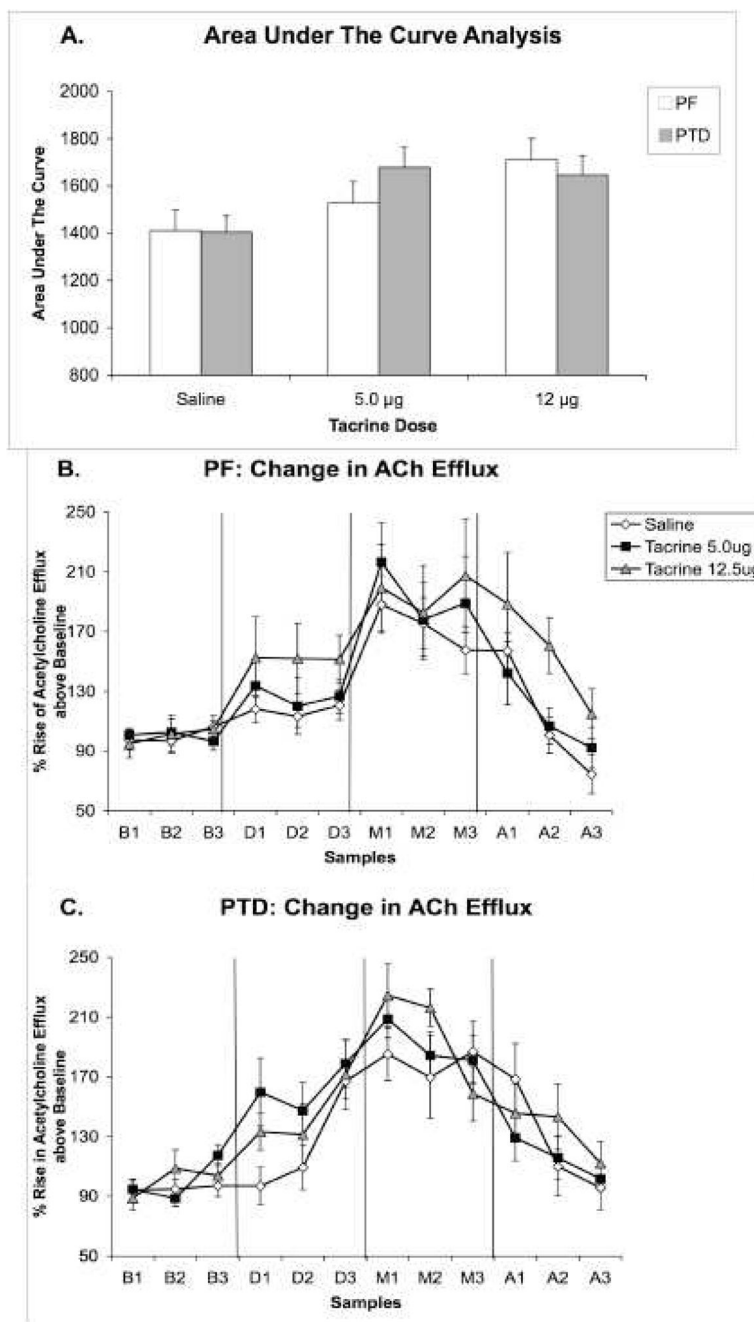 A. Area Under The Curve Analysis
2000
1800
1600
1400
1200
1000
800
Area Under The Curve
PF
PTD
Saline 5.0 µg 12 µg
Tacrine Dose
B. PF: Change in ACh Efflux
250
210
170
130
90
50
% Rise of Acetylcholine Efflux
above Baseline
Saline
Tacrine 5.0ug
Tacrine 12.5ug
B1 B2 B3 D1 D2 D3 M1 M2 M3 A1 A2 A3
Samples
C. PTD: Change in ACh Efflux
250
210
170
130
90
50
% Rise in Acetylcholine Efflux
above Baseline
B1 B2 B3 D1 D2 D3 M1 M2 M3 A1 A2 A3
Samples